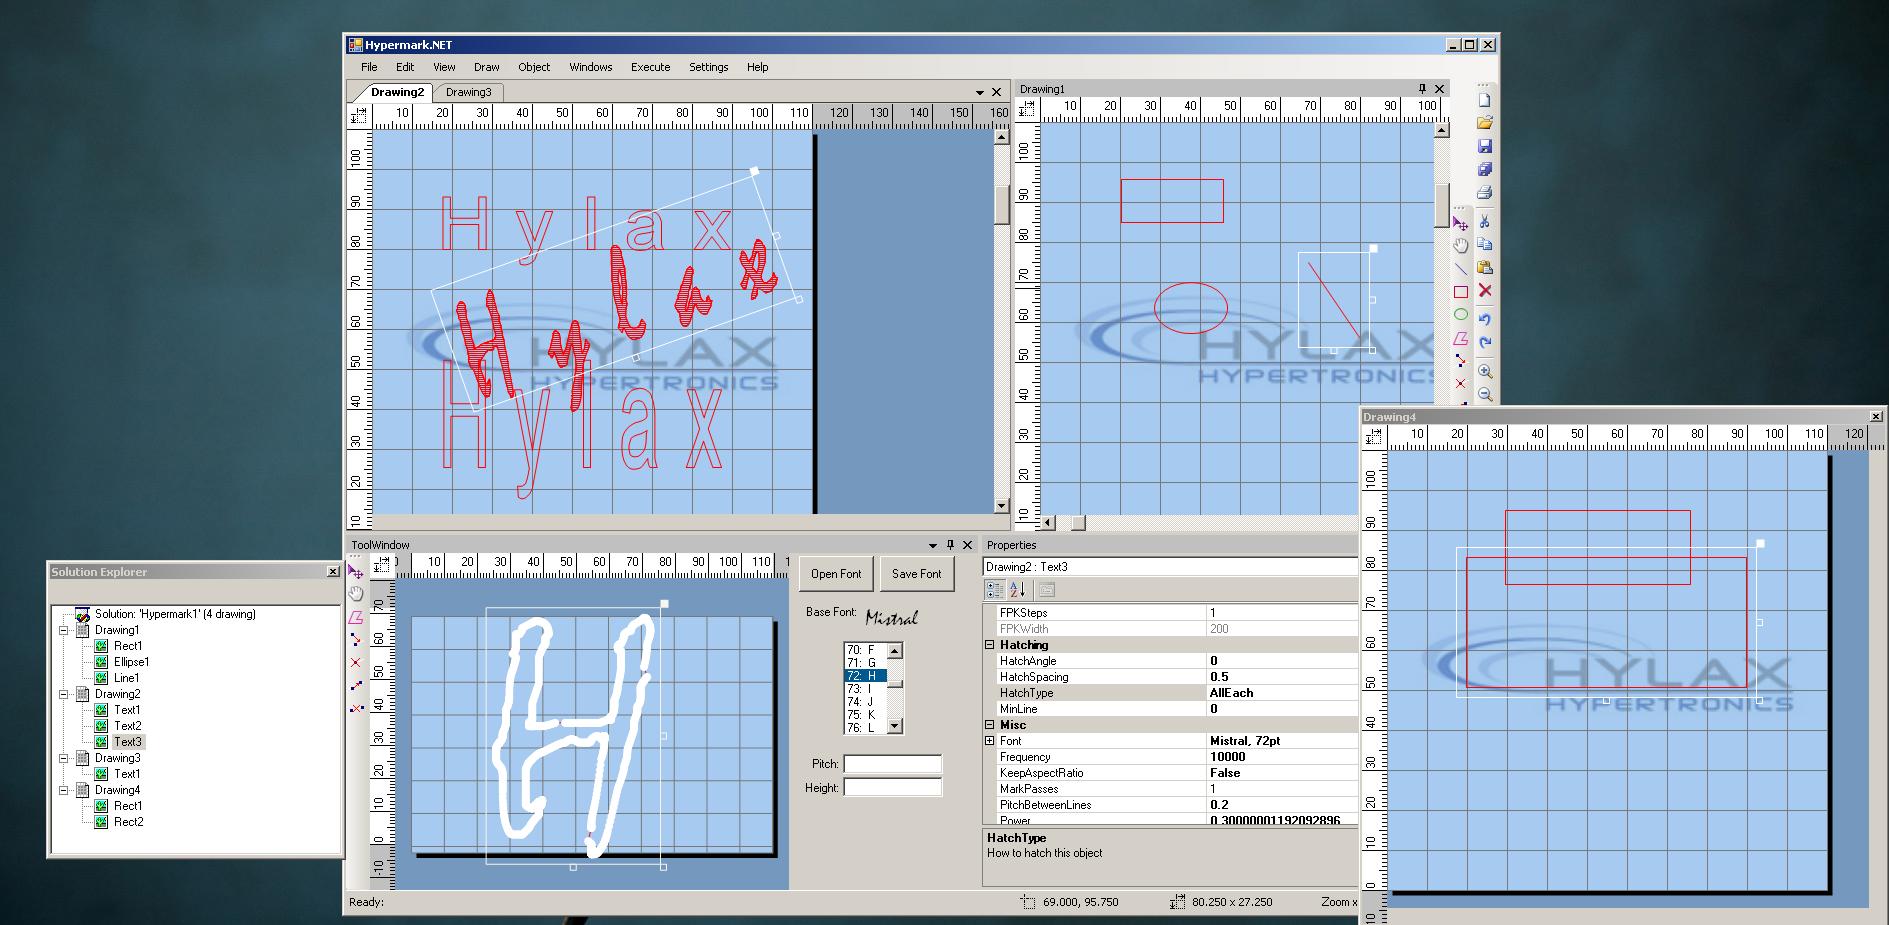 Hypermark.NET
File Edit View Draw Object Windows Execute Settings Help
Drawing2 Drawing3
10 20 30 40 50 60 70 80 90 100 110 120 130 140 150 160
100
90
80
70
60
50
40
30
20
10
Hylax
Hylax
Hylax
HYLAX
HYPERTRONICS
Drawing1
10 20 30 40 50 60 70 80 90 100
100
90
80
70
60
50
40
30
20
10
HYLAX
HYPERTRONICS
Drawing4
10 20 30 40 50 60 70 80 90 100 110 120
100
90
80
70
60
50
40
30
20
10
0
10
HYLAX
HYPERTRONICS
Solution Explorer
Solution: 'Hypermark1' (4 drawing)
Drawing1
Rect1
Ellipse1
Line1
Drawing2
Text1
Text2
Text3
Drawing3
Text1
Drawing4
Rect1
Rect2
ToolWindow
10 20 30 40 50 60 70 80 90 100 110
70
60
50
40
30
20
10
0
-10
H
Open Font Save Font
Base Font: Mistral
70: F
71: G
72: H
73: I
74: J
75: K
76: L
Pitch:
Height:
Properties
Drawing2 : Text3
FPKSteps 1
FPKWidth 200
Hatching
HatchAngle 0
HatchSpacing 0.5
HatchType AllEach
MinLine 0
Misc
Font Mistral, 72pt
Frequency 10000
KeepAspectRatio False
MarkPasses 1
PitchBetweenLines 0.2
Power 0.30000001192092896
HatchType
How to hatch this object
Ready: 69.000, 95.750 80.250 x 27.250 Zoom x